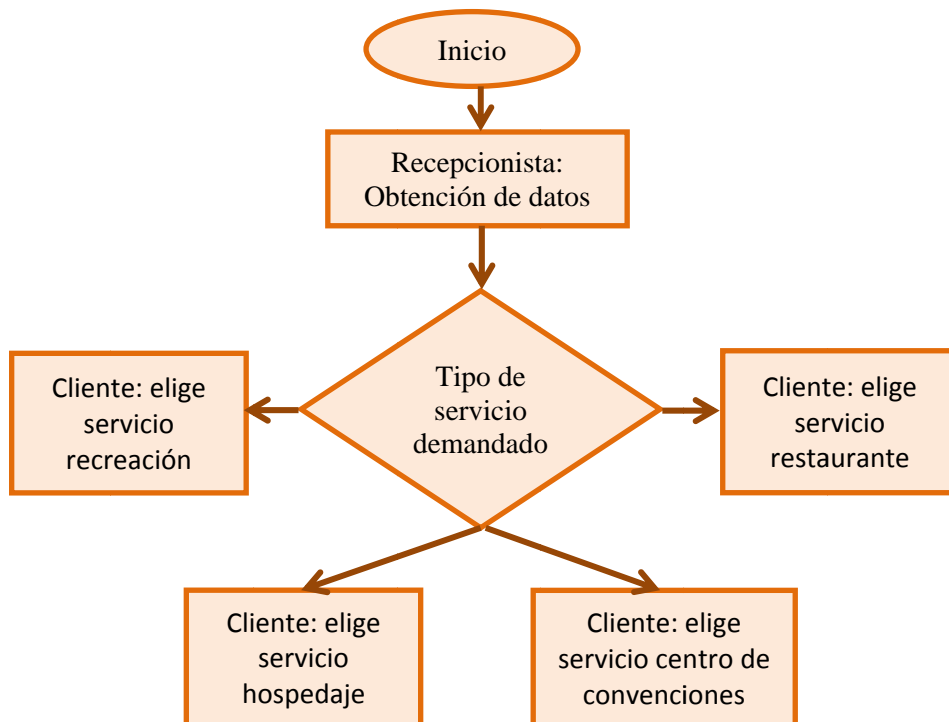 Inicio
Recepcionista:
Obtención de datos
Tipo de
servicio
demandado
Cliente: elige
servicio
recreación
Cliente: elige
servicio
restaurante
Cliente: elige
servicio
hospedaje
Cliente: elige
servicio centro de
convenciones